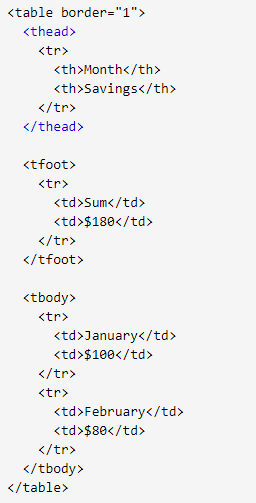 <table border="1">
  <thead>
    <tr>
      <th>Month</th>
      <th>Savings</th>
    </tr>
  </thead>

  <tfoot>
    <tr>
      <td>Sum</td>
      <td>$180</td>
    </tr>
  </tfoot>

  <tbody>
    <tr>
      <td>January</td>
      <td>$100</td>
    </tr>
    <tr>
      <td>February</td>
      <td>$80</td>
    </tr>
  </tbody>
</table>